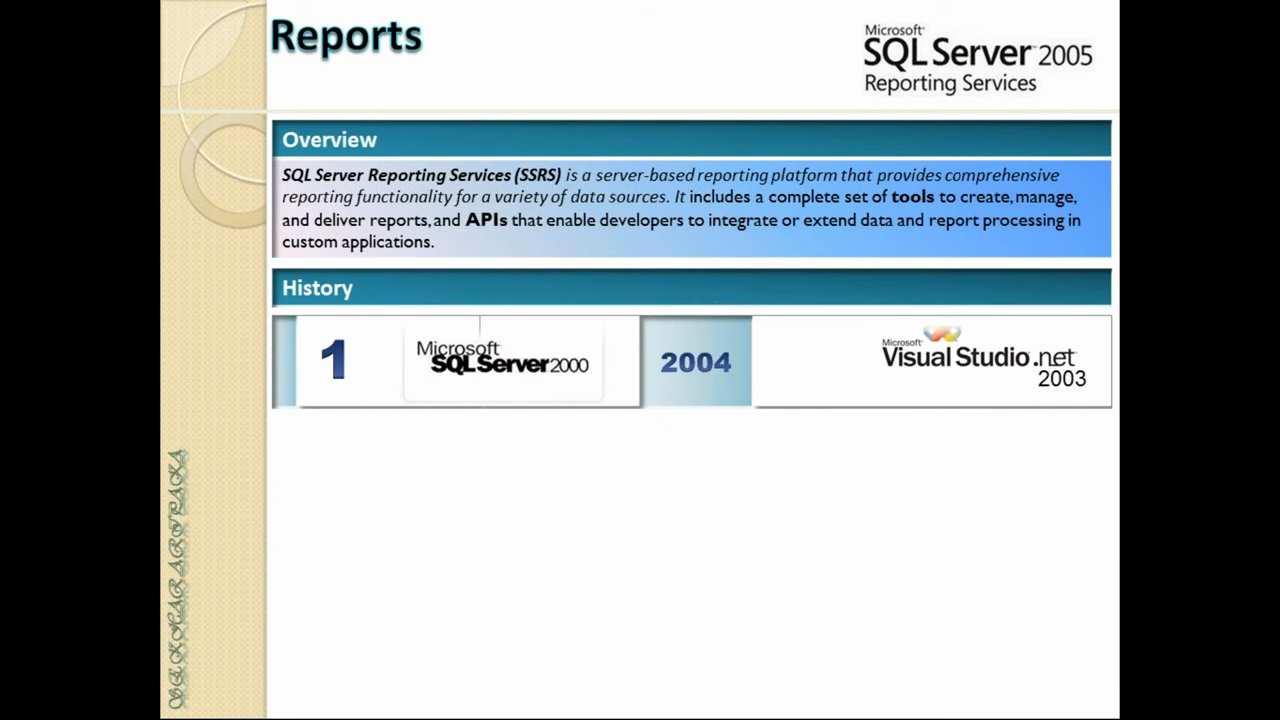 Reports
Microsoft
SQL Server 2005
Reporting Services
Overview
SQL Server Reporting Services (SSRS) is a server-based reporting platform that provides comprehensive
reporting functionality for a variety of data sources. It includes a complete set of tools to create, manage,
and deliver reports, and APIs that enable developers to integrate or extend data and report processing in
custom applications.
History
1
Microsoft
SQL Server 2000
2004
Microsoft
Visual Studio .net
2003